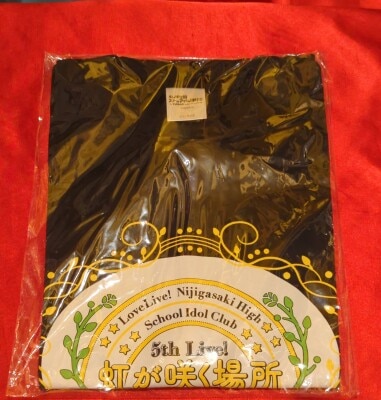 LoveLive! Nijigasaki High
School Idol Club
5th Live!
虹が咲く場所